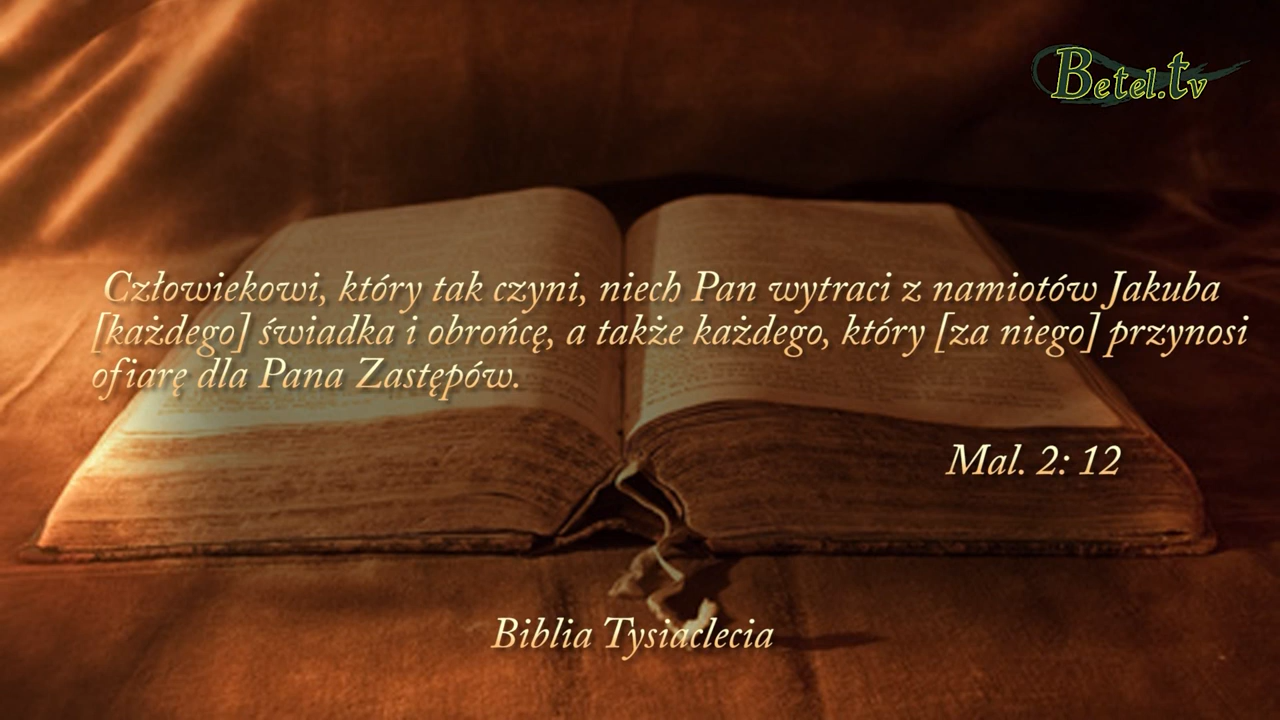 Betel.tv
Człowiekowi, który tak czyni, niech Pan wytraci z namiotów Jakuba
[każdego] świadka i obrońcę, a także każdego, który [za niego] przynosi
ofiarę dla Pana Zastępów.
Mal. 2: 12
Biblia Tysiaclecia